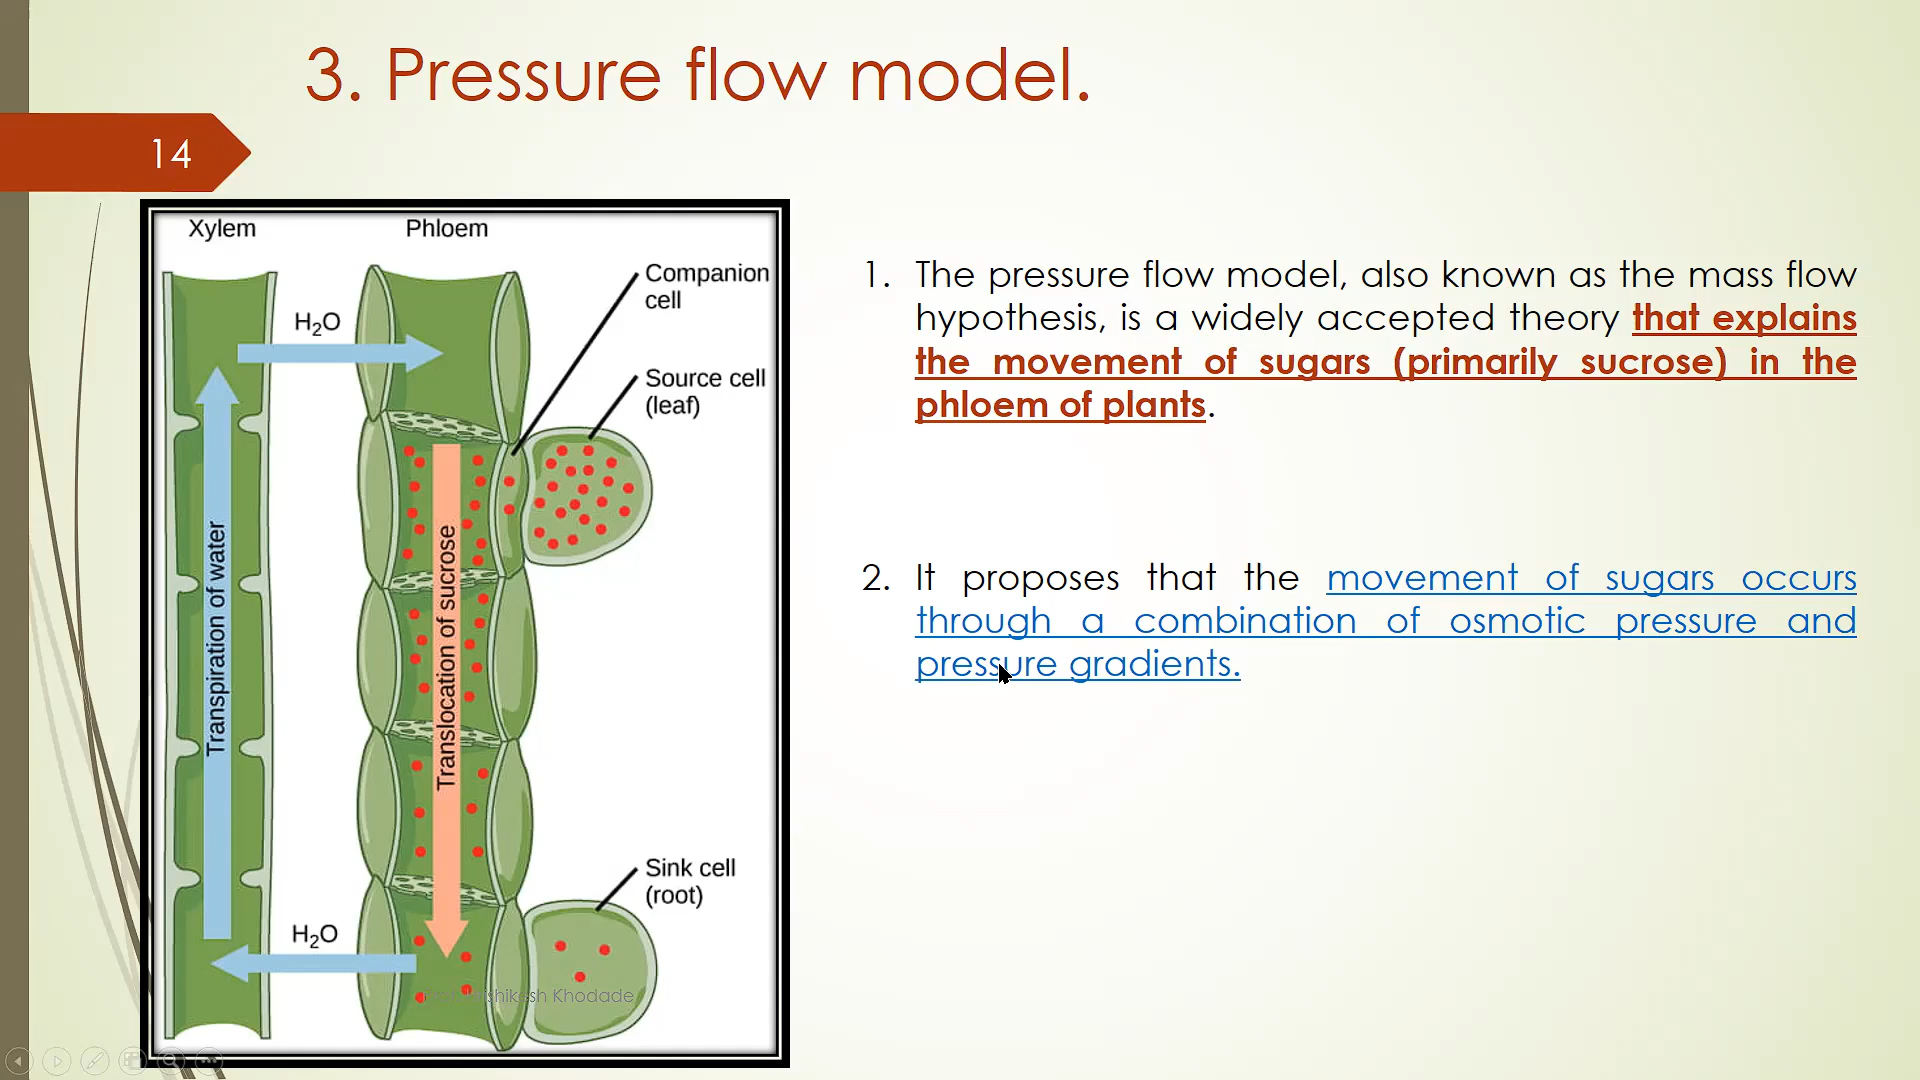 3. Pressure flow model.
14
Xylem
Phloem
Companion
cell
H₂O
Source cell
(leaf)
Transpiration of water
Translocation of sucrose
Sink cell
(root)
H₂O
Khodade
1. The pressure flow model, also known as the mass flow
hypothesis, is a widely accepted theory that explains
the movement of sugars (primarily sucrose) in the
phloem of plants.
2. It proposes that the movement of sugars occurs
through a combination of osmotic pressure and
pressure gradients.